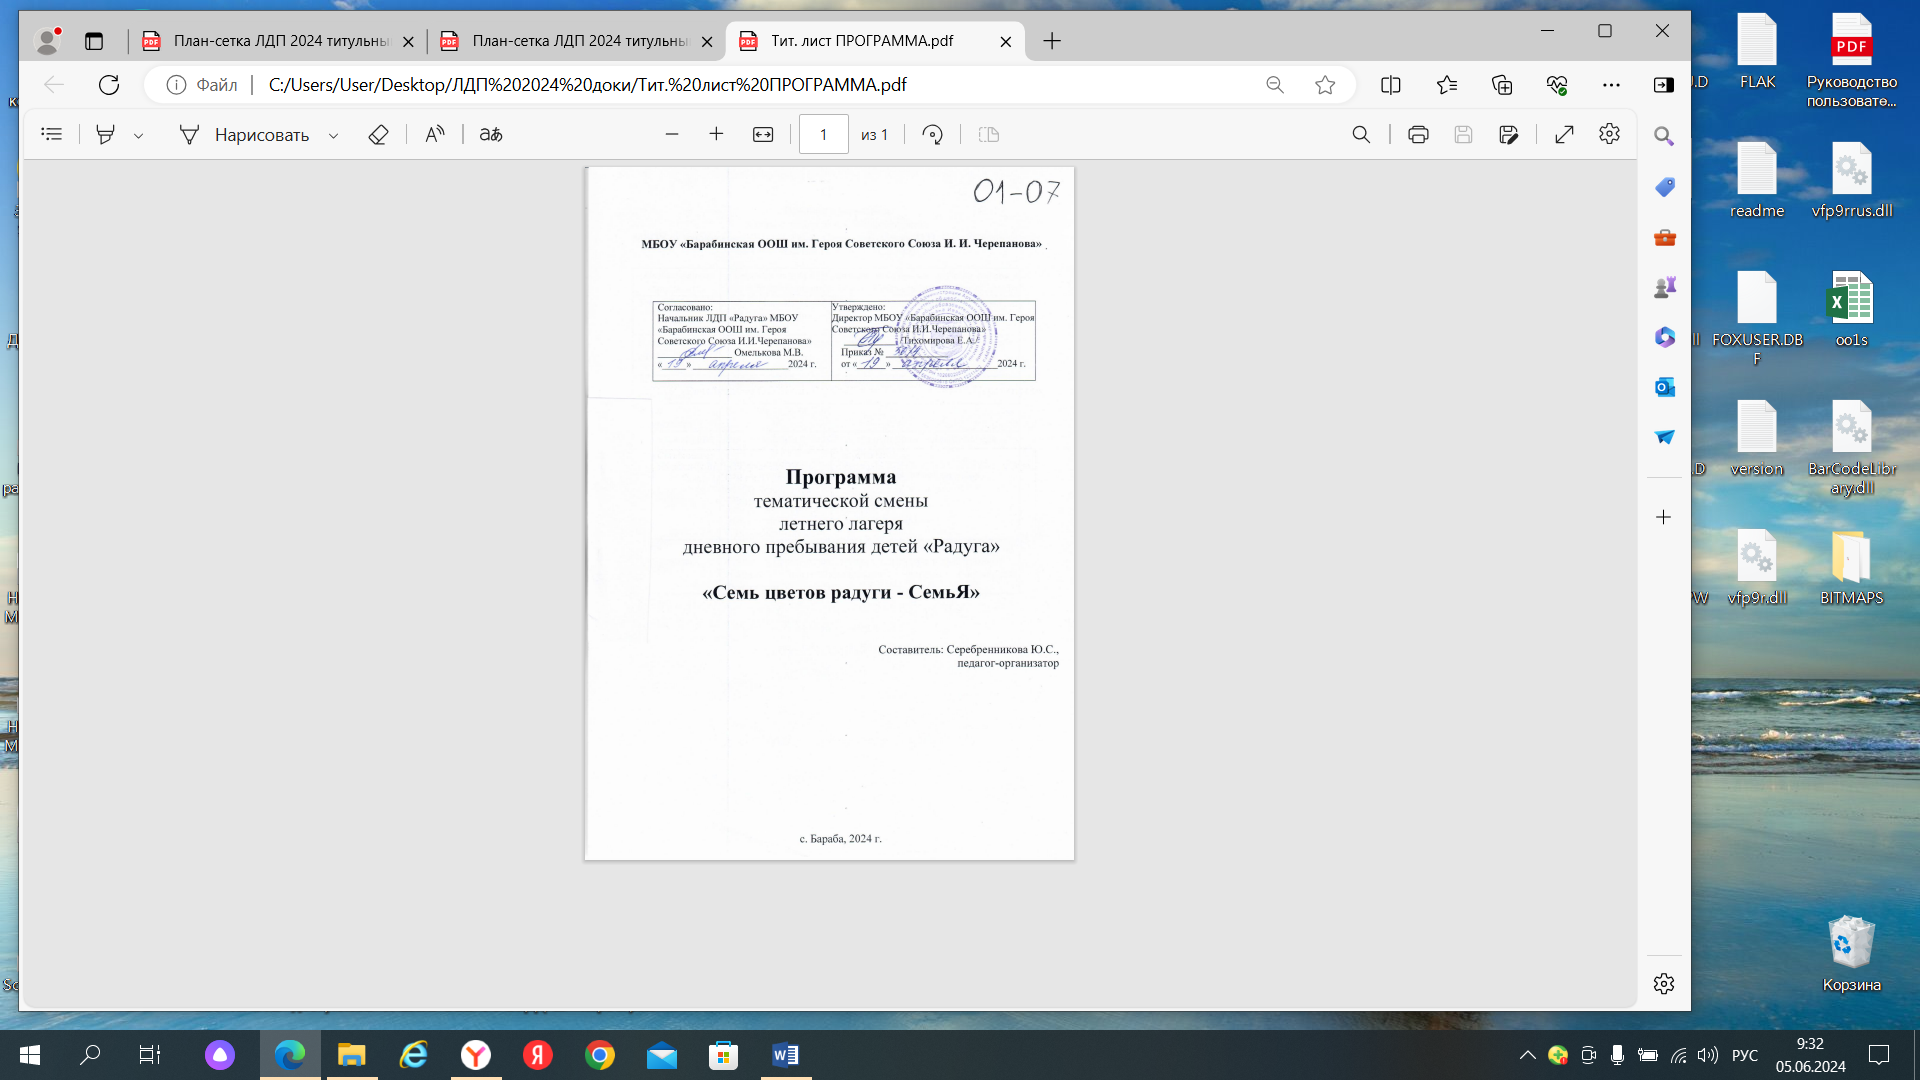 План-сетка ЛДП 2024 титульны
План-сетка ЛДП 2024 титульны
Тит. лист ПРОГРАММА.pdf
Файл
C:/Users/User/Desktop/ЛДП%202024%20доки/Тит.%20лист%20ПРОГРАММА.pdf
Нарисовать
1
из 1
01-07
МБОУ «Барабинская ООШ им. Героя Советского Союза И. И. Черепанова»
Согласовано:
Начальник ЛДП «Радуга» МБОУ
«Барабинская ООШ им. Героя
Советского Союза И.И.Черепанова»
Омелькова М.В.
« 19 » апреля 2024 г.
Утверждено:
Директор МБОУ «Барабинская ООШ им. Героя
Советского Союза И.И.Черепанова»
Тихомирова Е.А.
Приказ №
от « 19 » апреля 2024 г.
Программа
тематической смены
летнего лагеря
дневного пребывания детей «Радуга»
«Семь цветов радуги - СемьЯ»
Составитель: Серебренникова Ю.С.,
педагог-организатор
с. Бараба, 2024 г.
FLAK
PDF
Руководство
пользовате...
readme
vfp9rrus.dll
FOXUSER.DB
F
oo1s
version
BarCodeLibr
ary.dll
vfp9r.dll
BITMAPS
Корзина
РУС
9:32
05.06.2024